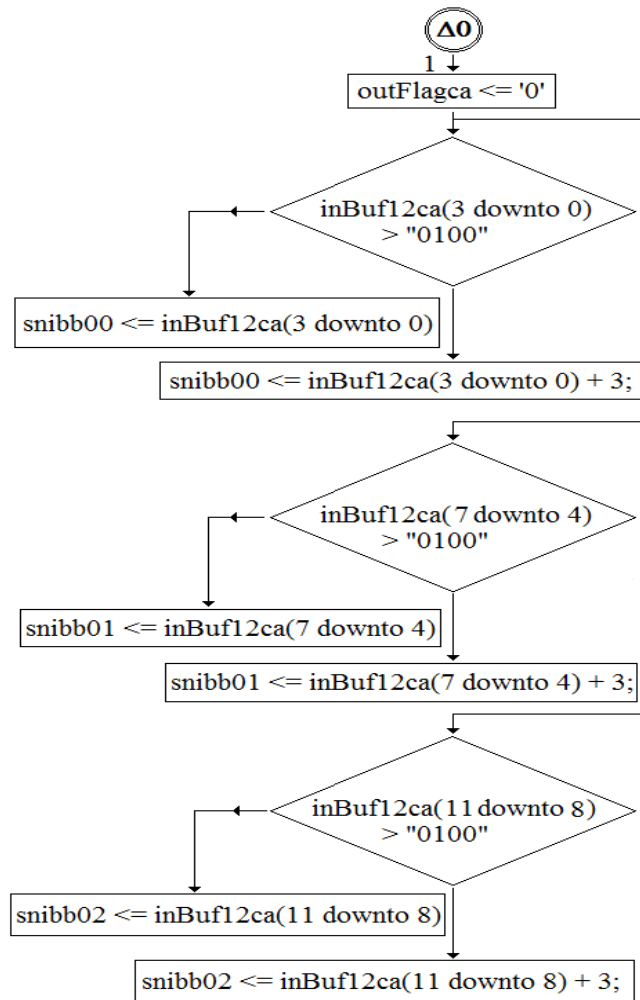 Δ0
1
outFlagca <= '0'
inBuf12ca(3 downto 0)
> "0100"
snibb00 <= inBuf12ca(3 downto 0)
snibb00 <= inBuf12ca(3 downto 0) + 3;
inBuf12ca(7 downto 4)
> "0100"
snibb01 <= inBuf12ca(7 downto 4)
snibb01 <= inBuf12ca(7 downto 4) + 3;
inBuf12ca(11 downto 8)
> "0100"
snibb02 <= inBuf12ca(11 downto 8)
snibb02 <= inBuf12ca(11 downto 8) + 3;